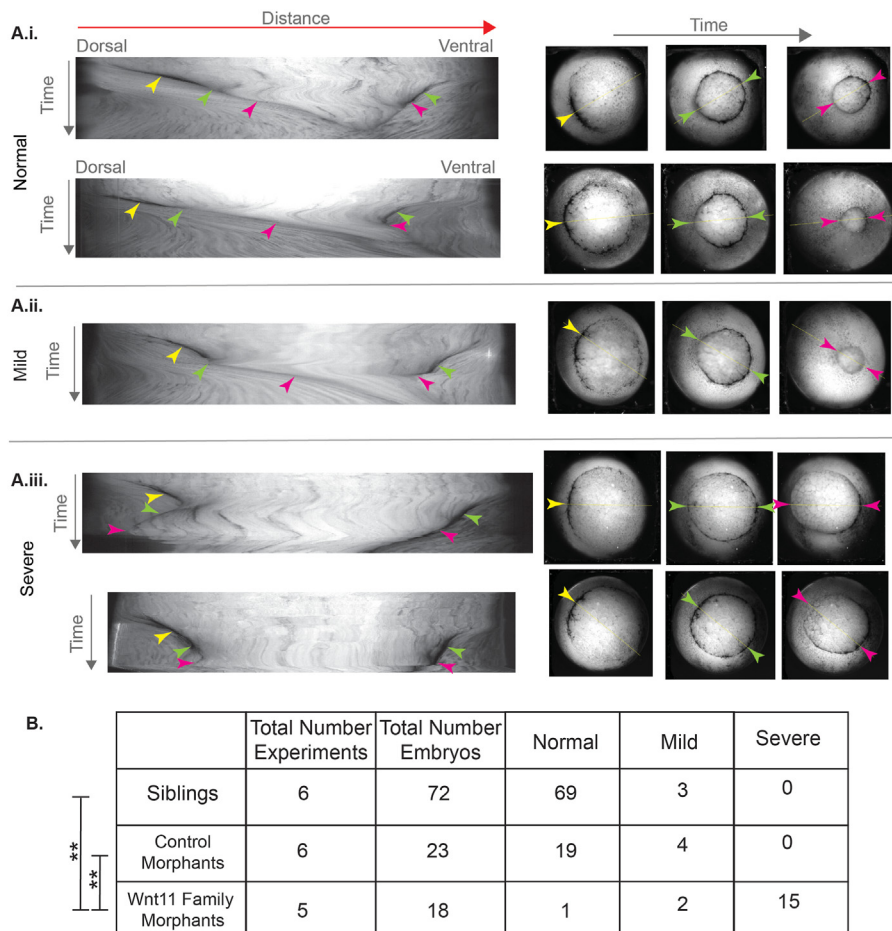 Distance
Time
A.i.
Dorsal
Ventral
Time
Normal
Dorsal
Ventral
Time
A.ii.
Mild
Time
A.iii.
Severe
Time
Time
B.
Total Number Experiments
Total Number Embryos
Normal
Mild
Severe
Siblings
6
72
69
3
0
Control Morphants
6
23
19
4
0
Wnt11 Family Morphants
5
18
1
2
15
**
**